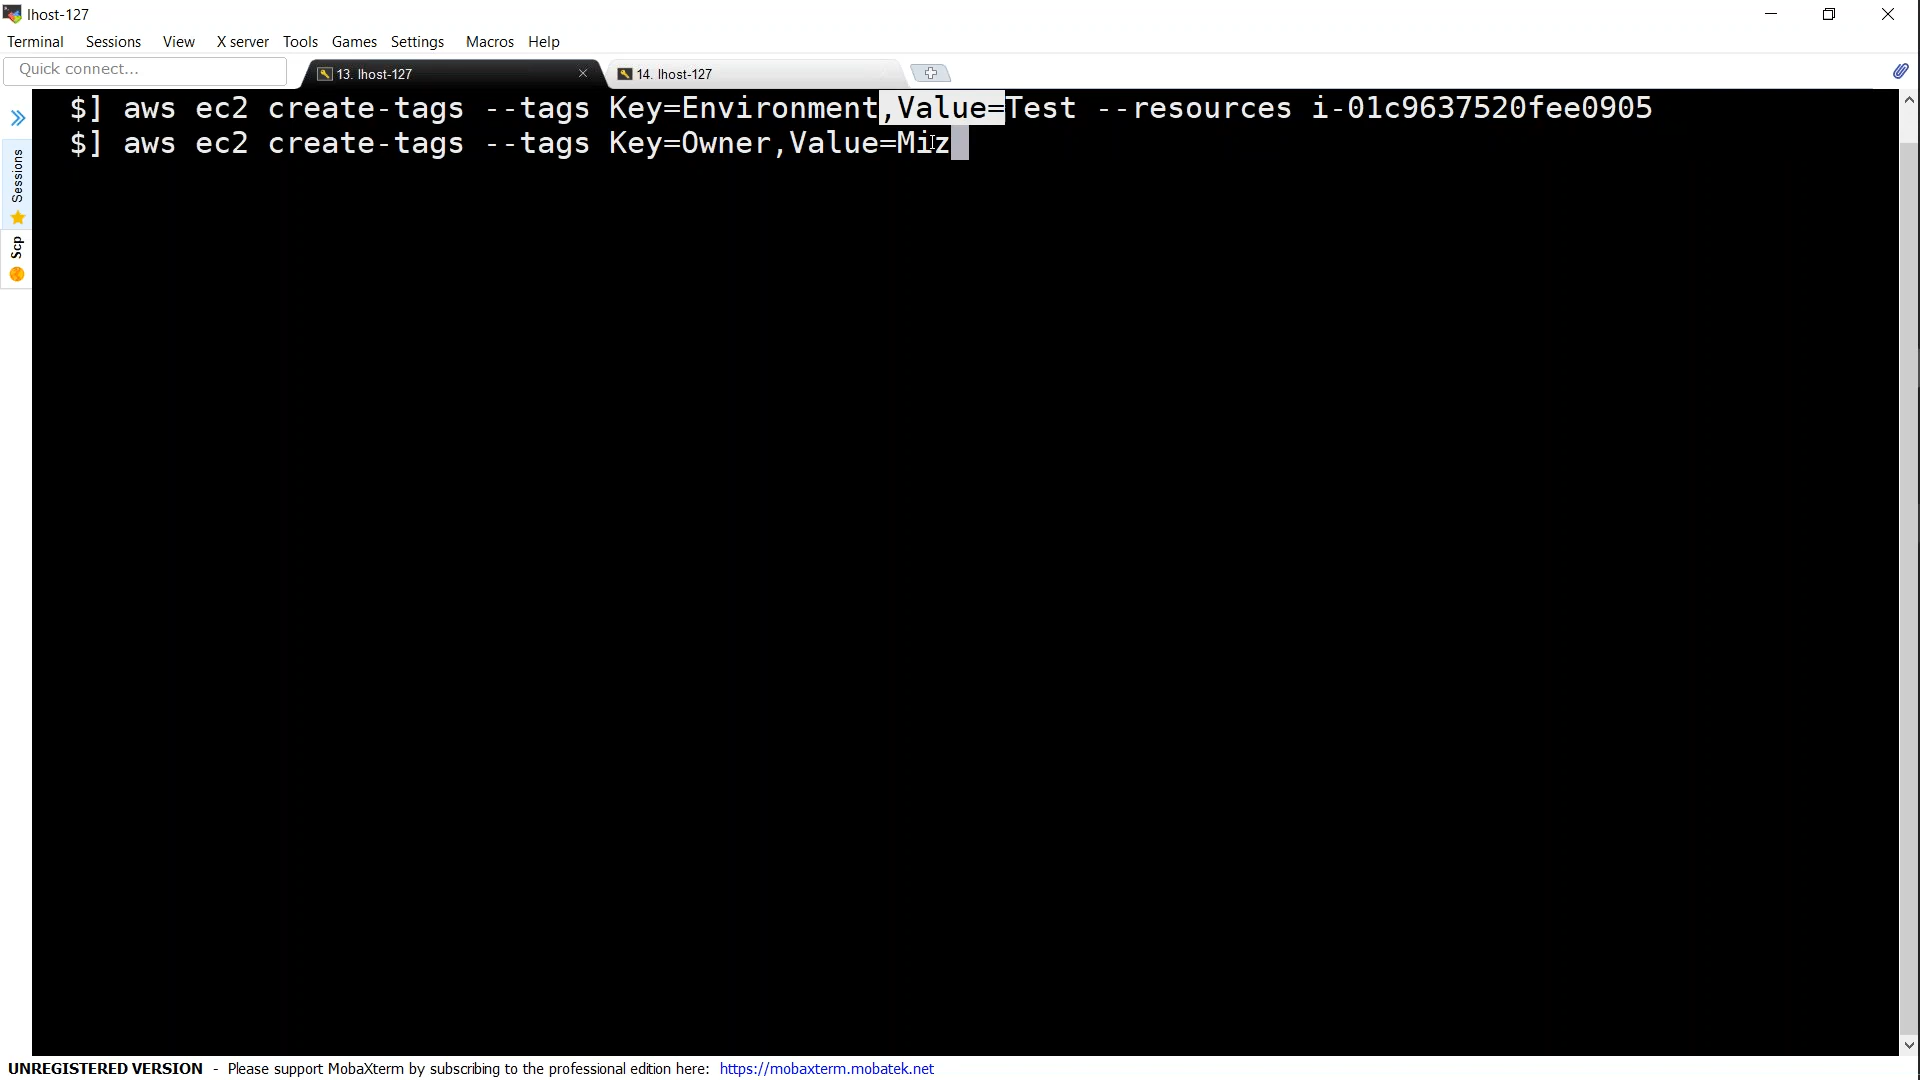 lhost-127
Terminal Sessions View X server Tools Games Settings Macros Help
Quick connect...
13. lhost-127
14. lhost-127
$] aws ec2 create-tags --tags Key=Environment,Value=Test --resources i-01c9637520fee0905
$] aws ec2 create-tags --tags Key=Owner,Value=Miz
Sessions
Scp
UNREGISTERED VERSION - Please support MobaXterm by subscribing to the professional edition here: https://mobaxterm.mobatek.net